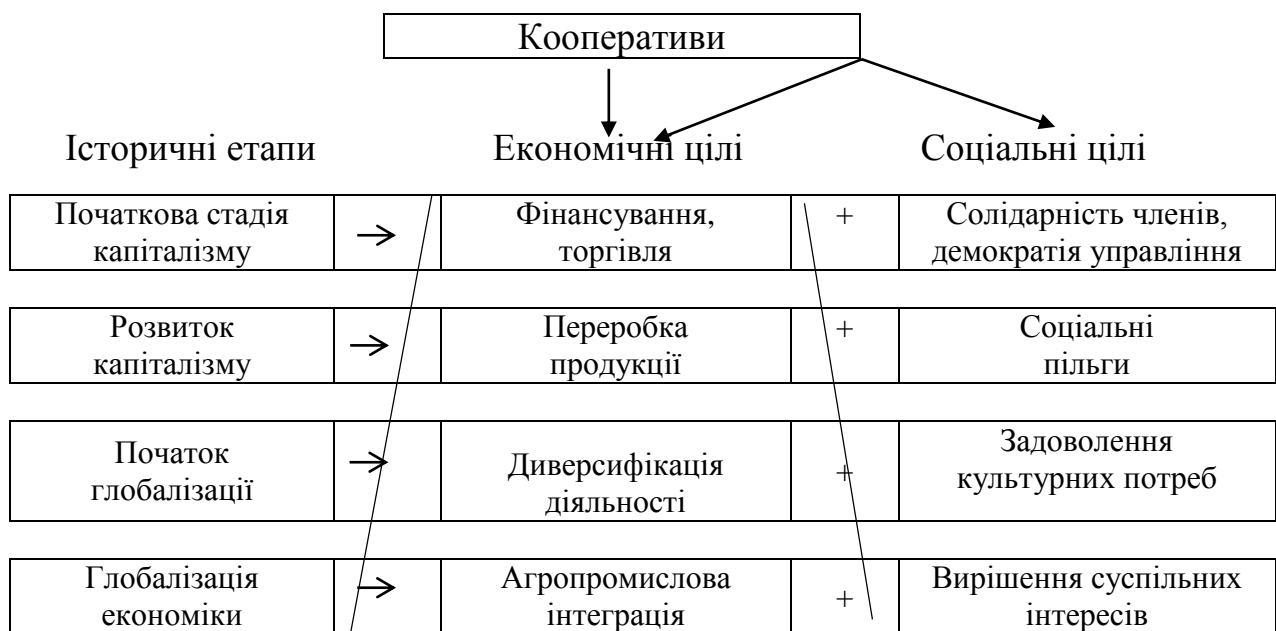 Кооперативи
Історичні етапи Економічні цілі Соціальні цілі
Початкова стадія
капіталізму
→
Фінансування,
торгівля
+
Солідарність членів,
демократія управління
Розвиток
капіталізму
→
Переробка
продукції
+
Соціальні
пільги
Початок
глобалізації
→
Диверсифікація
діяльності
+
Задоволення
культурних потреб
Глобалізація
економіки
→
Агропромислова
інтеграція
+
Вирішення суспільних
інтересів